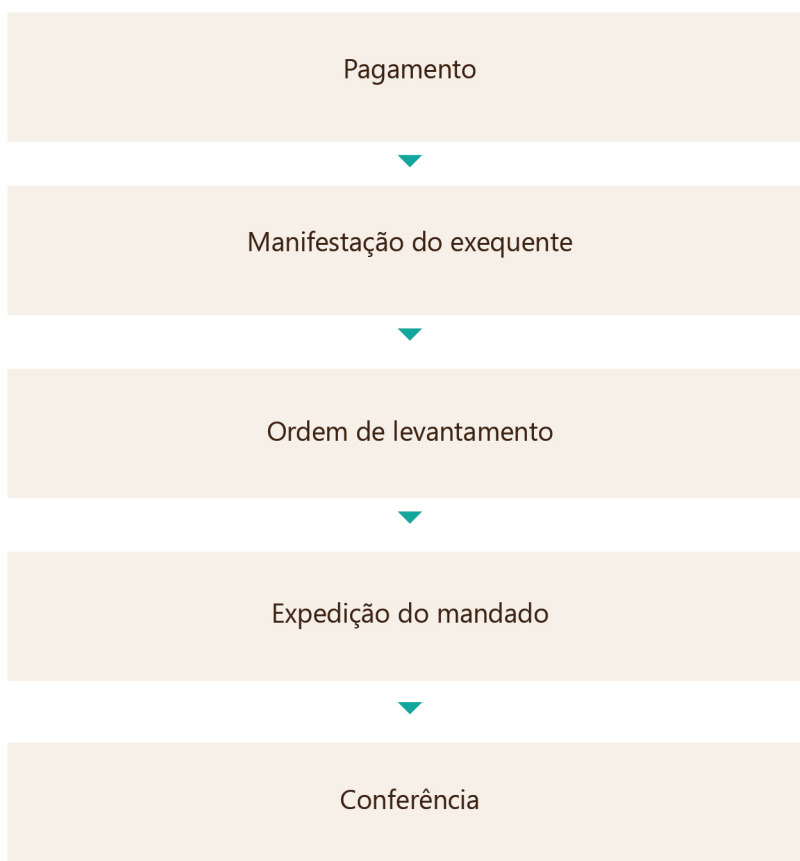 Pagamento
Manifestação do exequente
Ordem de levantamento
Expedição do mandado
Conferência